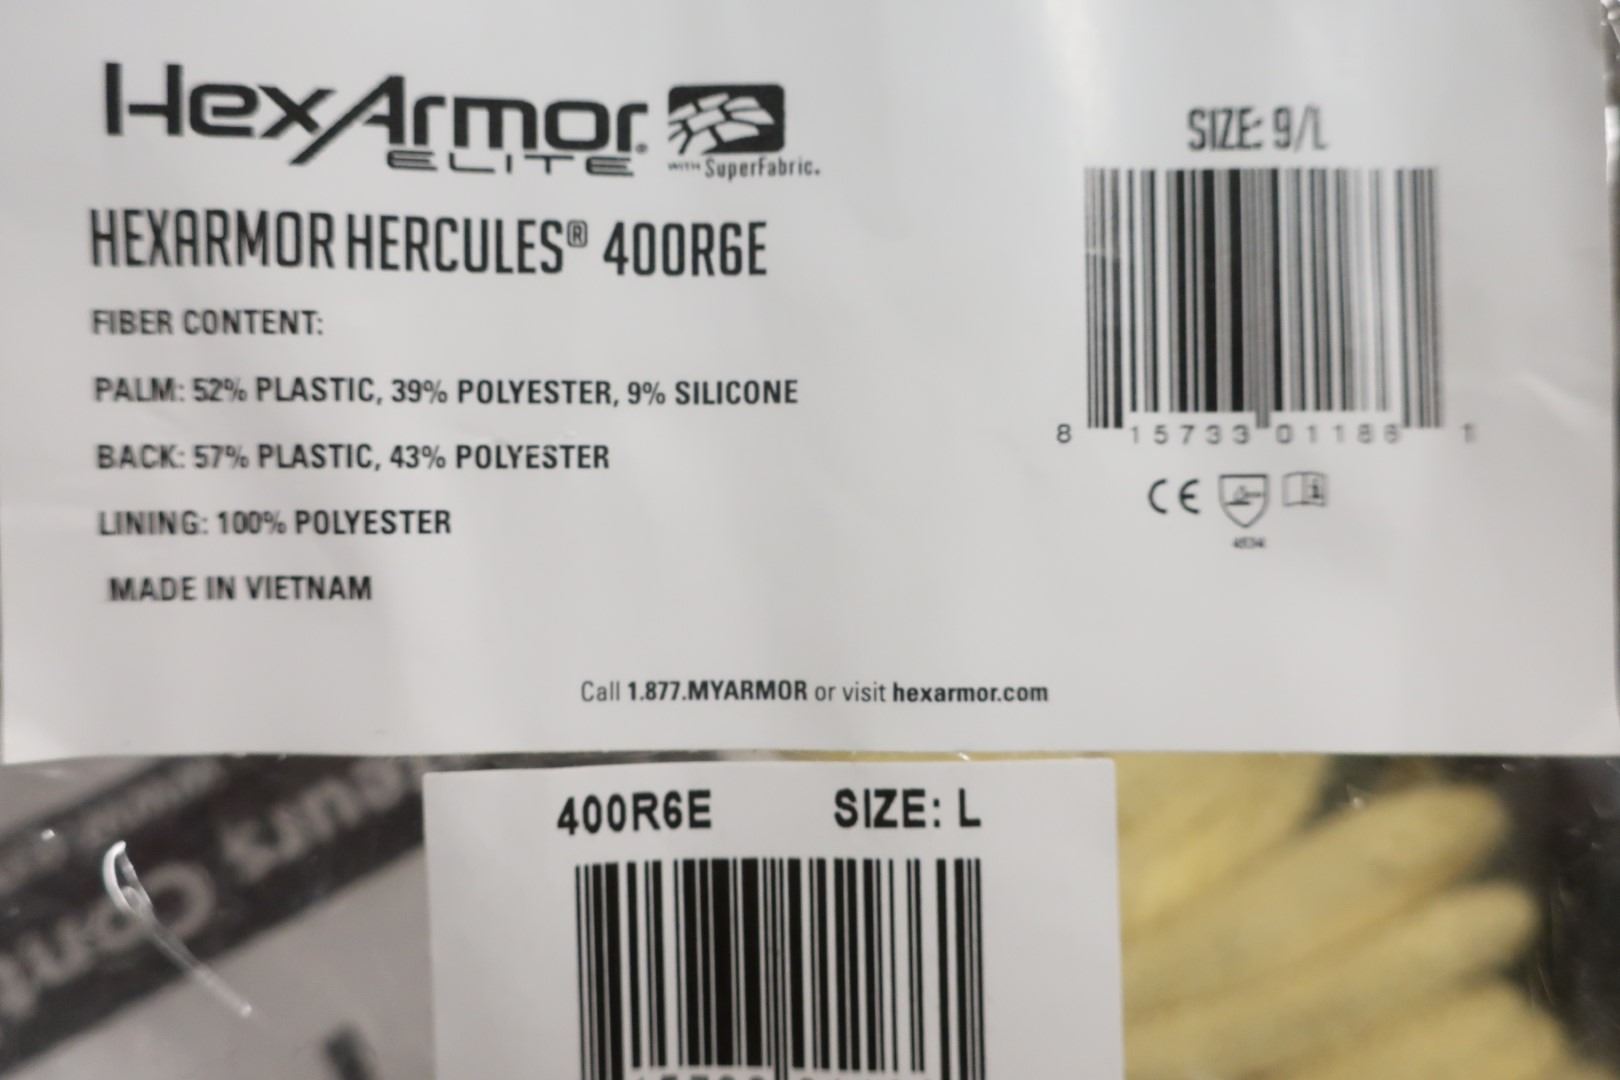 HexArmor®
ELITE
WITH SuperFabric®
HEXARMOR HERCULES® 400R6E
FIBER CONTENT:
PALM: 52% PLASTIC, 39% POLYESTER, 9% SILICONE
BACK: 57% PLASTIC, 43% POLYESTER
LINING: 100% POLYESTER
MADE IN VIETNAM
SIZE: 9/L
8 15733 01186 1
CE
Call 1.877.MYARMOR or visit hexarmor.com
400R6E SIZE: L